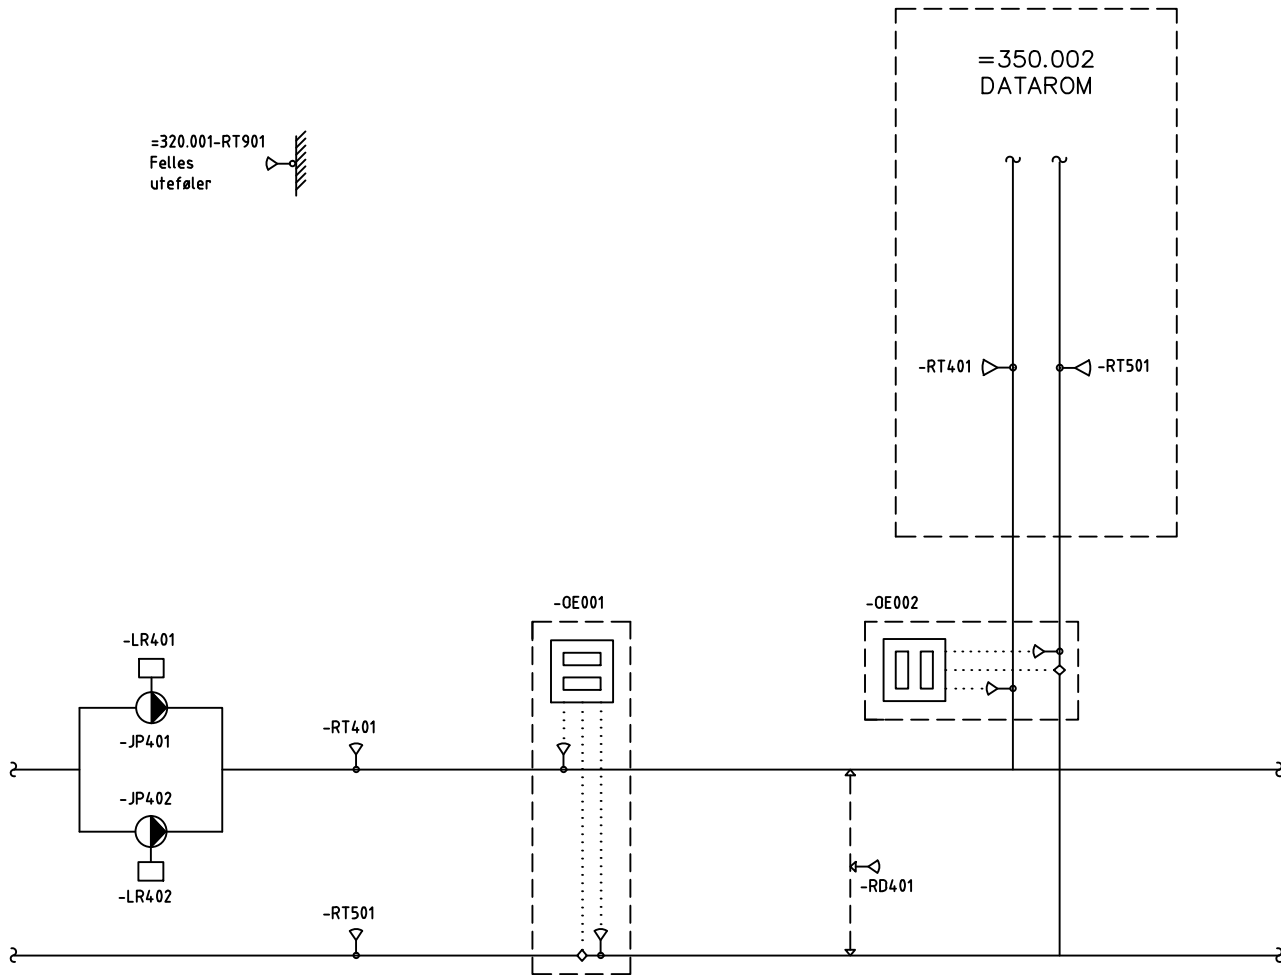 =350.002
DATAROM
=320.001-RT901
Felles
uteføler
-RT401
-RT501
-OE001
-OE002
-LR401
-JP401
-RT401
-JP402
-RD401
-LR402
-RT501